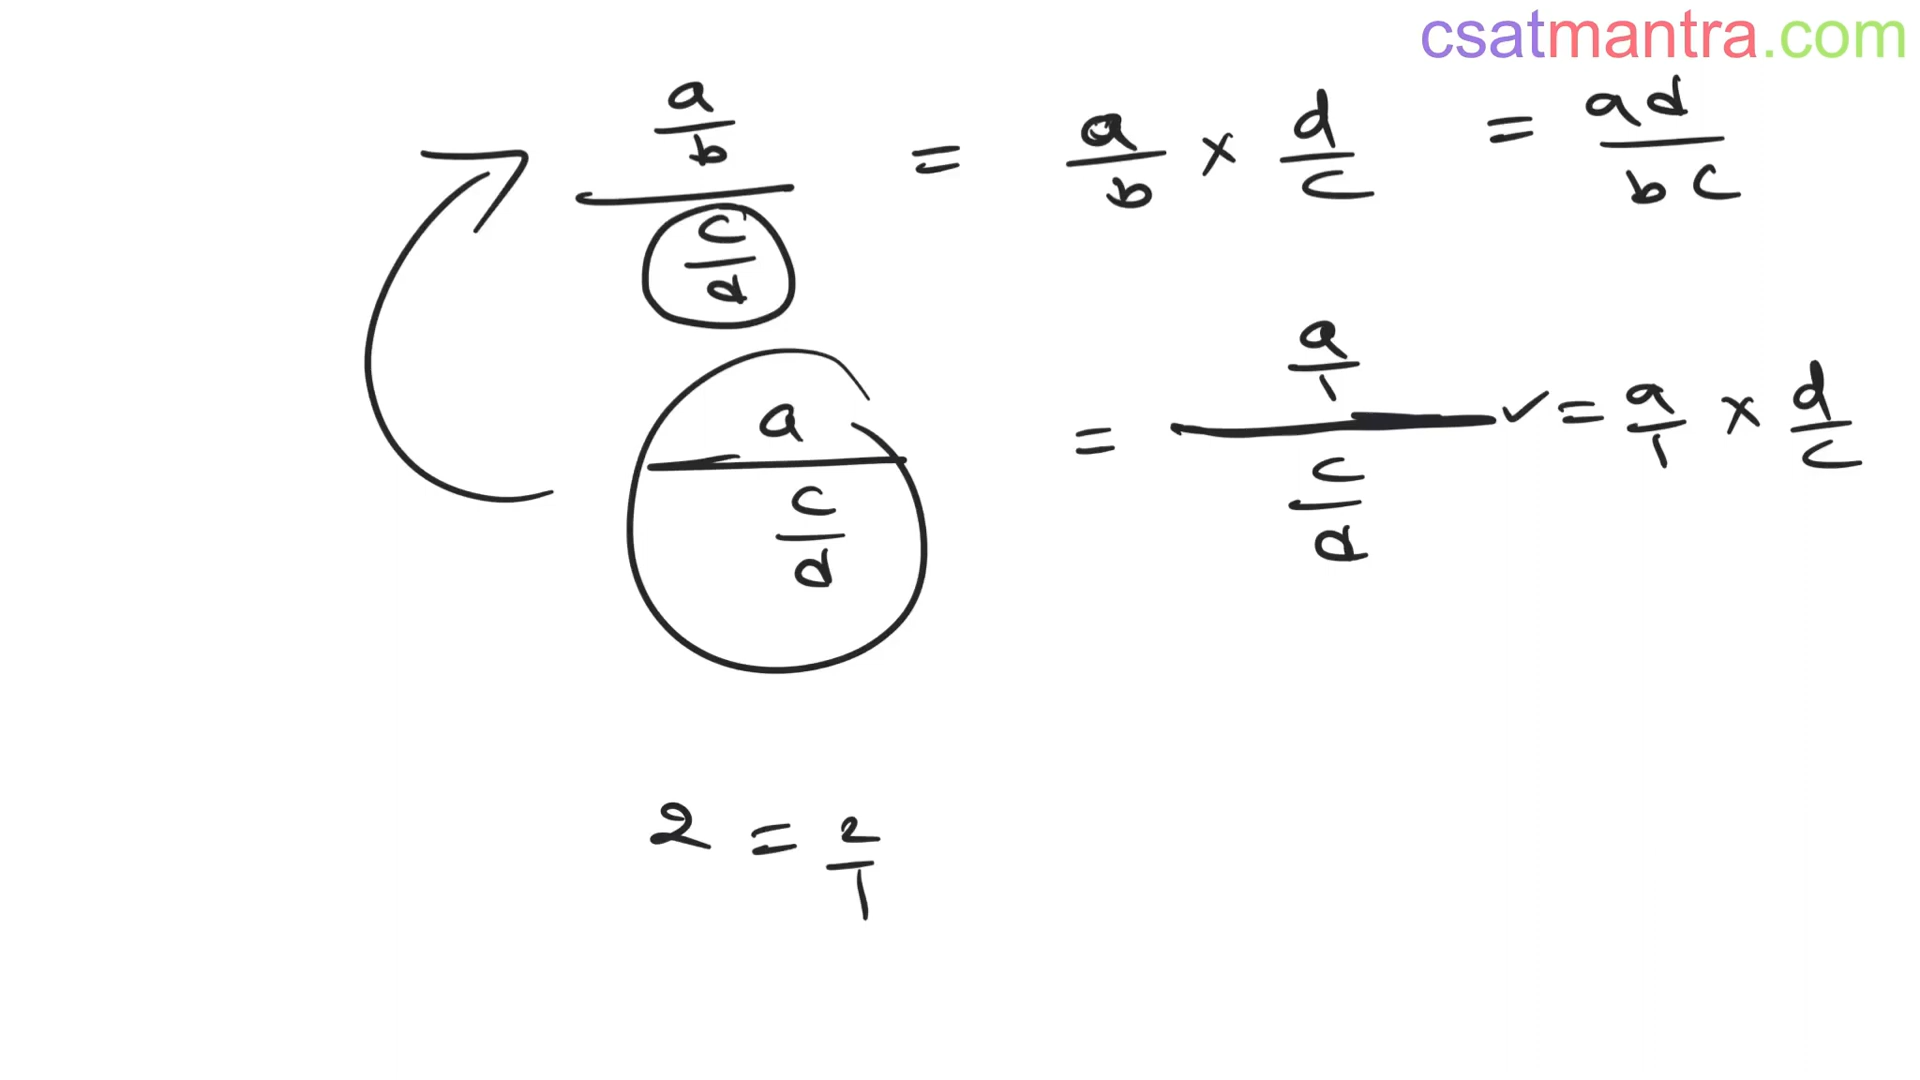 csatmantra.com
a/b / c/d = a/b × d/c = ad/bc
a / c/d = a/1 / c/d ✓ = a/1 × d/c
2 = 2/1